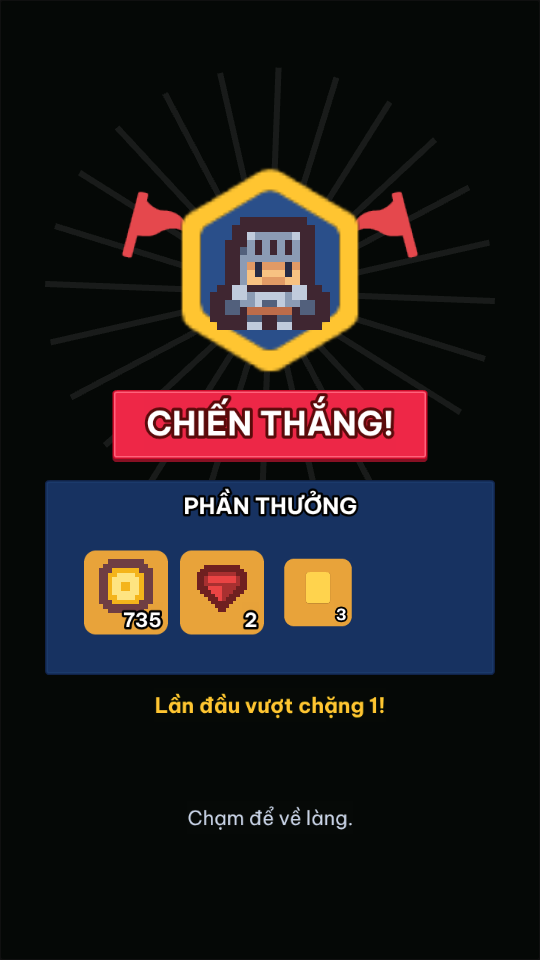 CHIẾN THẮNG!
PHẦN THƯỞNG
735
2
3
Lần đầu vượt chặng 1!
Chạm để về làng.